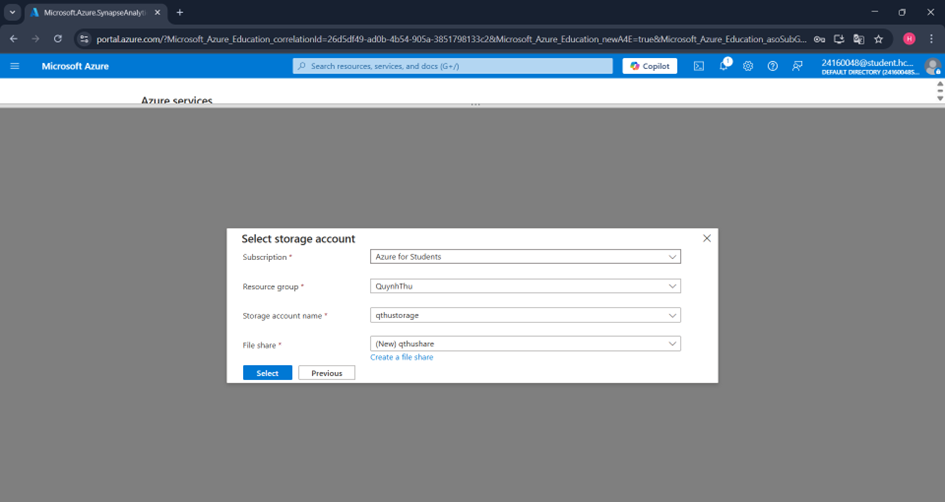 Microsoft.Azure.SynapseAnalyti
portal.azure.com/?Microsoft_Azure_Education_correlationId=26d5df49-ad0b-4b54-905a-3851798133c2&Microsoft_Azure_Education_newA4E=true&Microsoft_Azure_Education_asoSubG...
H
Microsoft Azure
Search resources, services, and docs (G+/)
Copilot
1
24160048@student.hc...
DEFAULT DIRECTORY (241600485...
Azure services
...
Select storage account
Subscription *
Azure for Students
Resource group *
QuynhThu
Storage account name *
qthustorage
File share *
(New) qthushare
Create a file share
Select
Previous